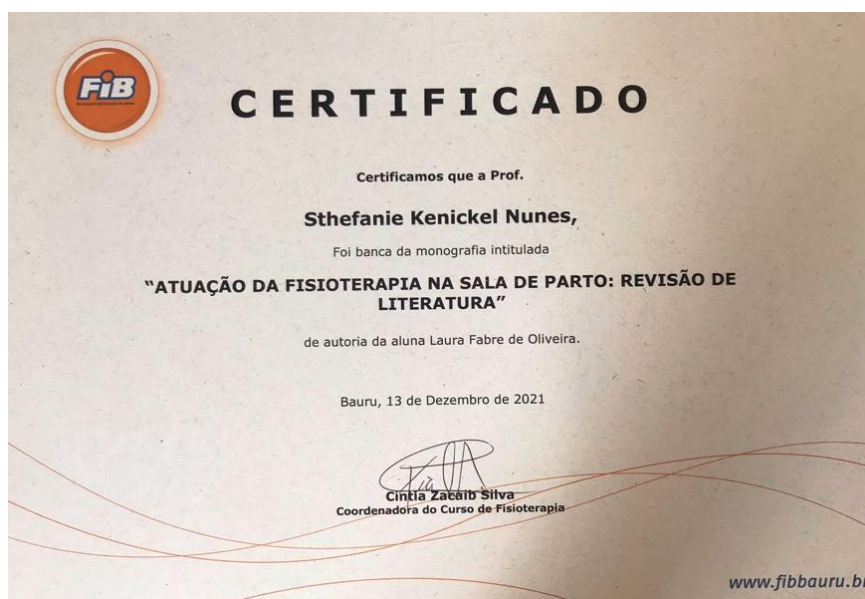 FiB
CERTIFICADO
Certificamos que a Prof.
Sthefanie Kenickel Nunes,
Foi banca da monografia intitulada
“ATUAÇÃO DA FISIOTERAPIA NA SALA DE PARTO: REVISÃO DE
LITERATURA”
de autoria da aluna Laura Fabre de Oliveira.
Bauru, 13 de Dezembro de 2021
Cintia Zacaib Silva
Coordenadora do Curso de Fisioterapia
www.fibbauru.br